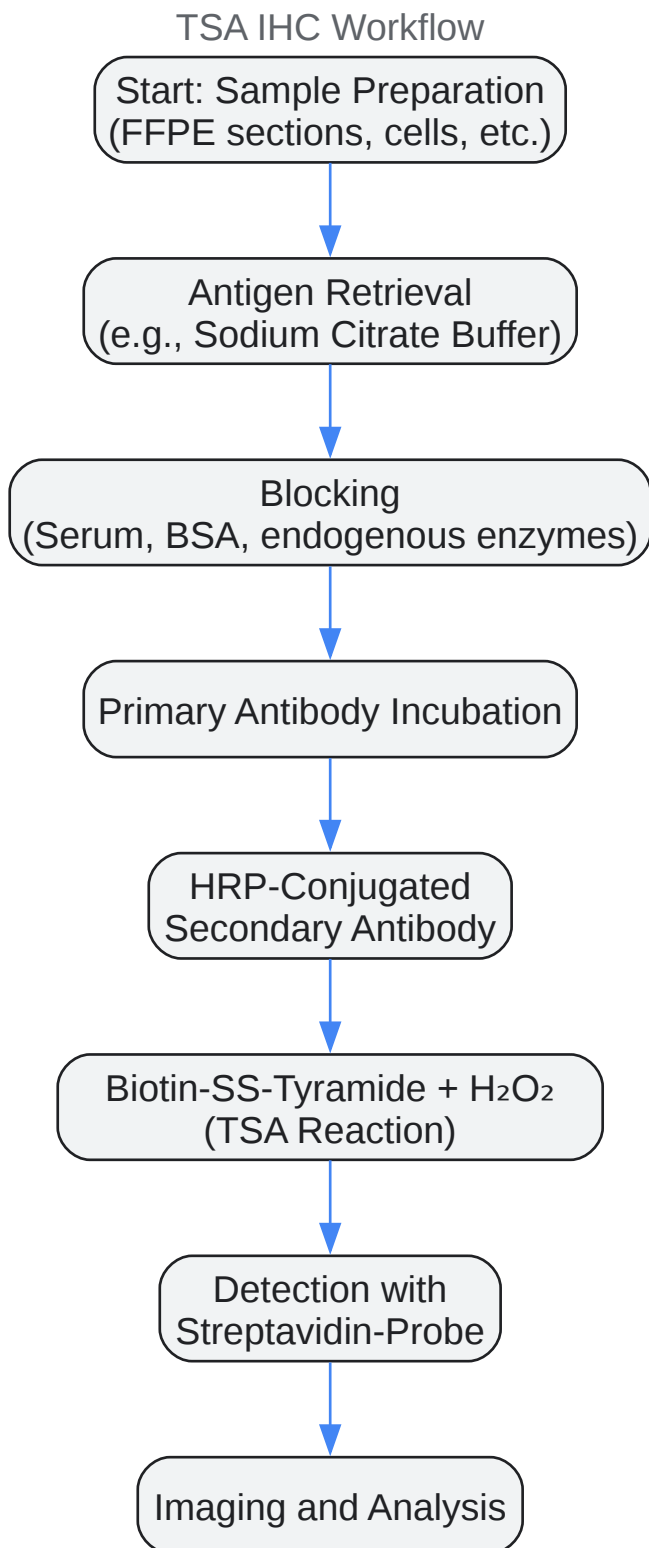 TSA IHC Workflow
Start: Sample Preparation
(FFPE sections, cells, etc.)
Antigen Retrieval
(e.g., Sodium Citrate Buffer)
Blocking
(Serum, BSA, endogenous enzymes)
Primary Antibody Incubation
HRP-Conjugated
Secondary Antibody
Biotin-SS-Tyramide + H₂O₂
(TSA Reaction)
Detection with
Streptavidin-Probe
Imaging and Analysis